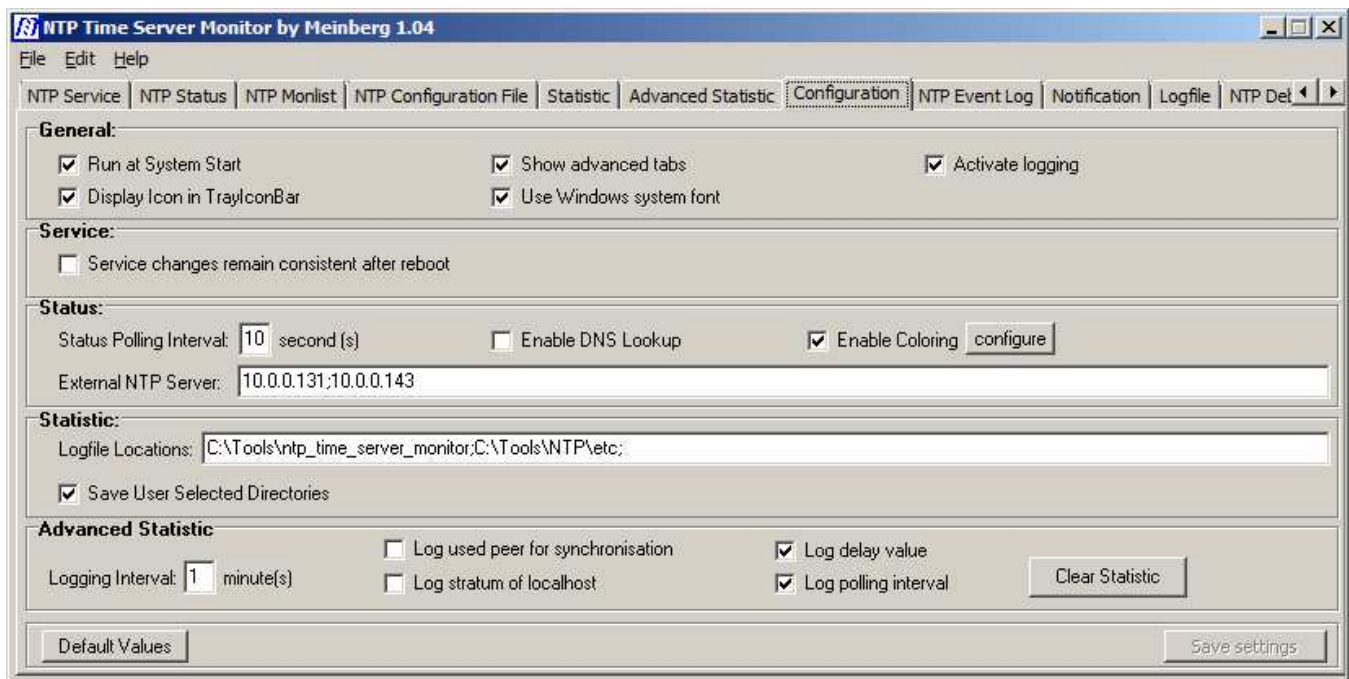 NTP Time Server Monitor by Meinberg 1.04
File Edit Help
NTP Service NTP Status NTP Monlist NTP Configuration File Statistic Advanced Statistic Configuration NTP Event Log Notification Logfile NTP Det
General:
Run at System Start Show advanced tabs Activate logging
Display Icon in TrayIconBar Use Windows system font
Service:
Service changes remain consistent after reboot
Status:
Status Polling Interval: 10 second (s) Enable DNS Lookup Enable Coloring configure
External NTP Server: 10.0.0.131;10.0.0.143
Statistic:
Logfile Locations: C:\Tools\ntp_time_server_monitor;C:\Tools\NTP\etc;
Save User Selected Directories
Advanced Statistic
Log used peer for synchronisation Log delay value
Logging Interval: 1 minute(s) Clear Statistic
Log stratum of localhost Log polling interval
Default Values Save settings